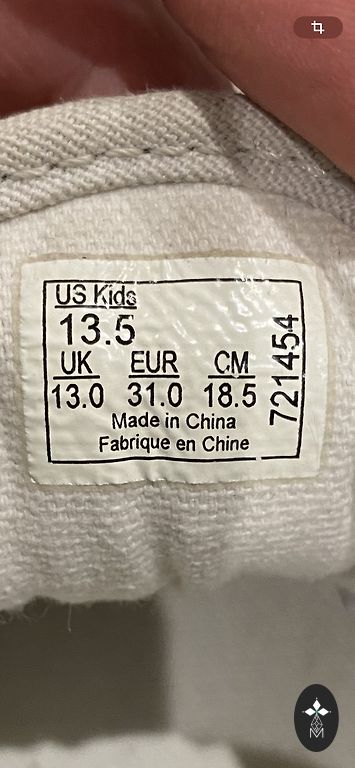 US Kids
13.5
UK EUR CM
13.0 31.0 18.5
Made in China
Fabrique en Chine
721454